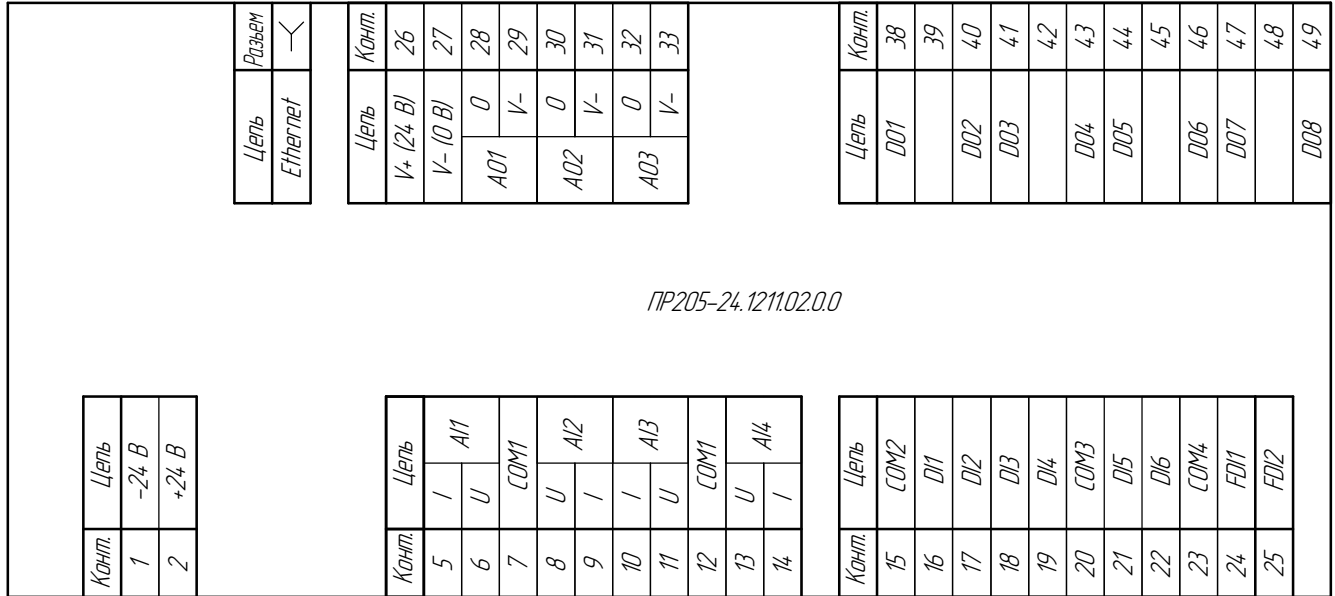 Цепь Разъем
Ethernet
Цепь Конт.
V+ (24 В) 26
V– (0 В) 27
AO1 O 28
V– 29
AO2 O 30
V– 31
AO3 O 32
V– 33
Цепь Конт.
DO1 38
39
DO2 40
DO3 41
42
DO4 43
DO5 44
45
DO6 46
DO7 47
48
DO8 49
ПР205–24.1211.02.0.0
Конт. Цепь
1 –24 В
2 +24 В
Конт. Цепь
5 I AI1
6 U
7 COM1
8 U AI2
9 I
10 I AI3
11 U
12 COM1
13 U AI4
14 I
Конт. Цепь
15 COM2
16 DI1
17 DI2
18 DI3
19 DI4
20 COM3
21 DI5
22 DI6
23 COM4
24 FDI1
25 FDI2